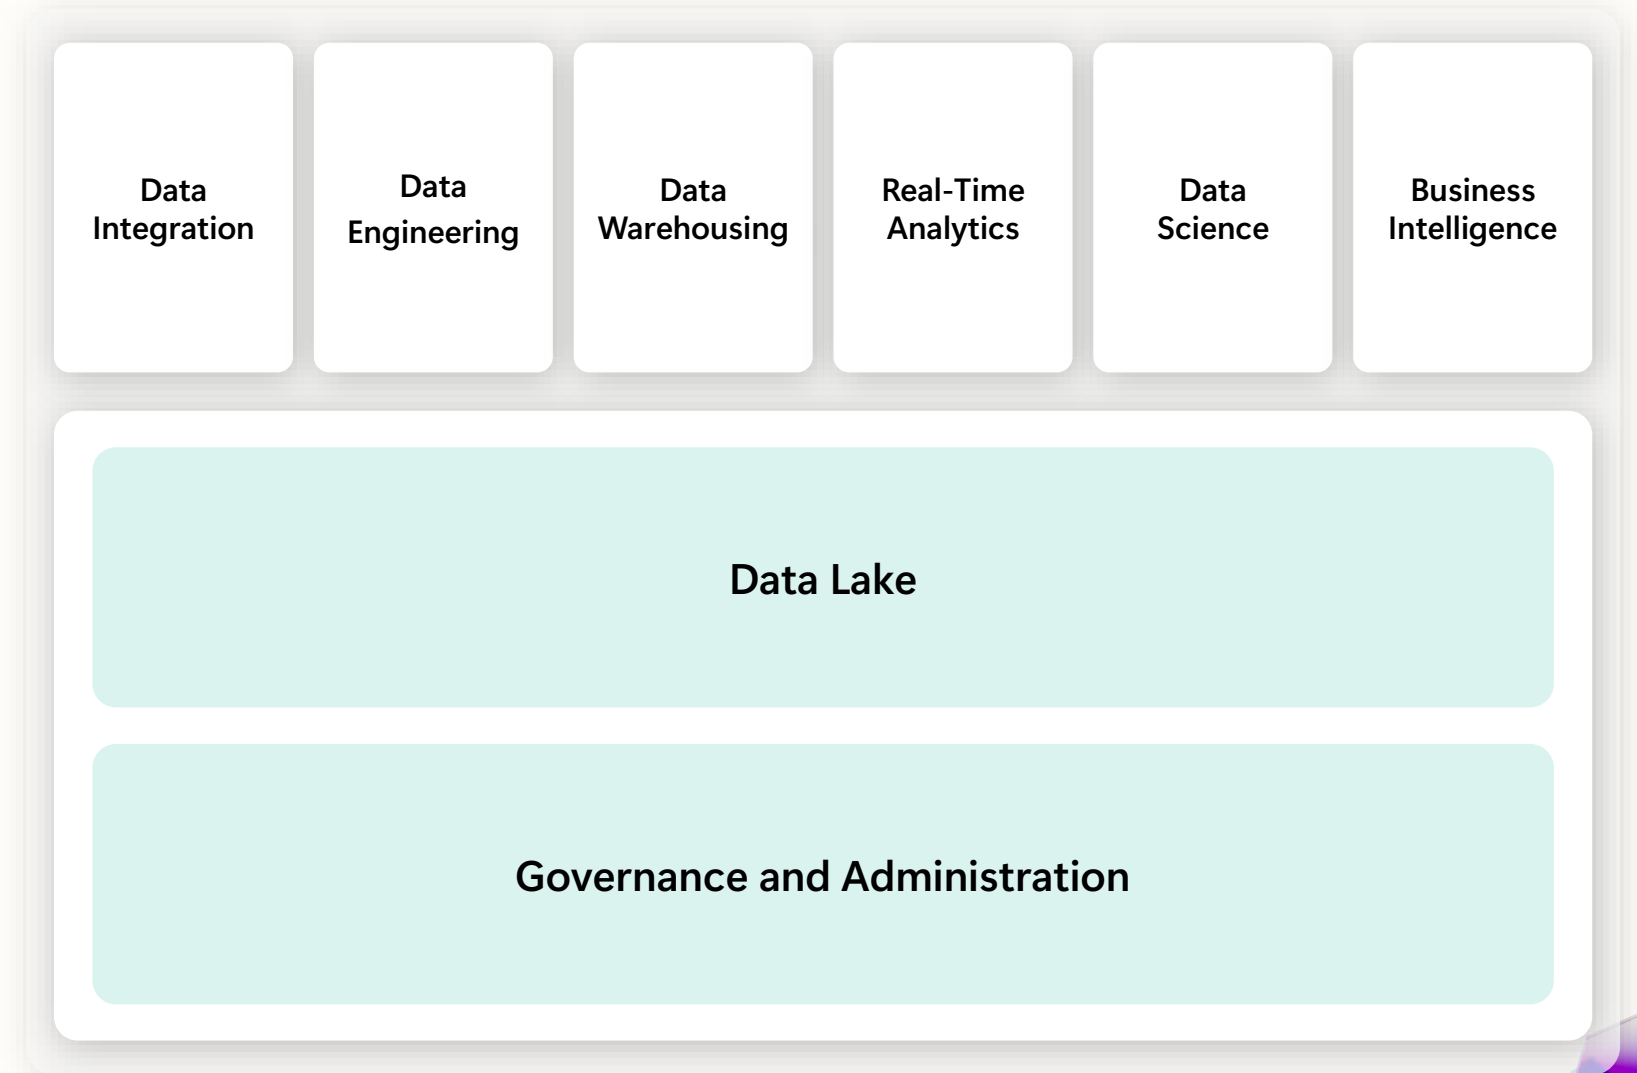 Data
Integration
Data
Engineering
Data
Warehousing
Real-Time
Analytics
Data
Science
Business
Intelligence
Data Lake
Governance and Administration